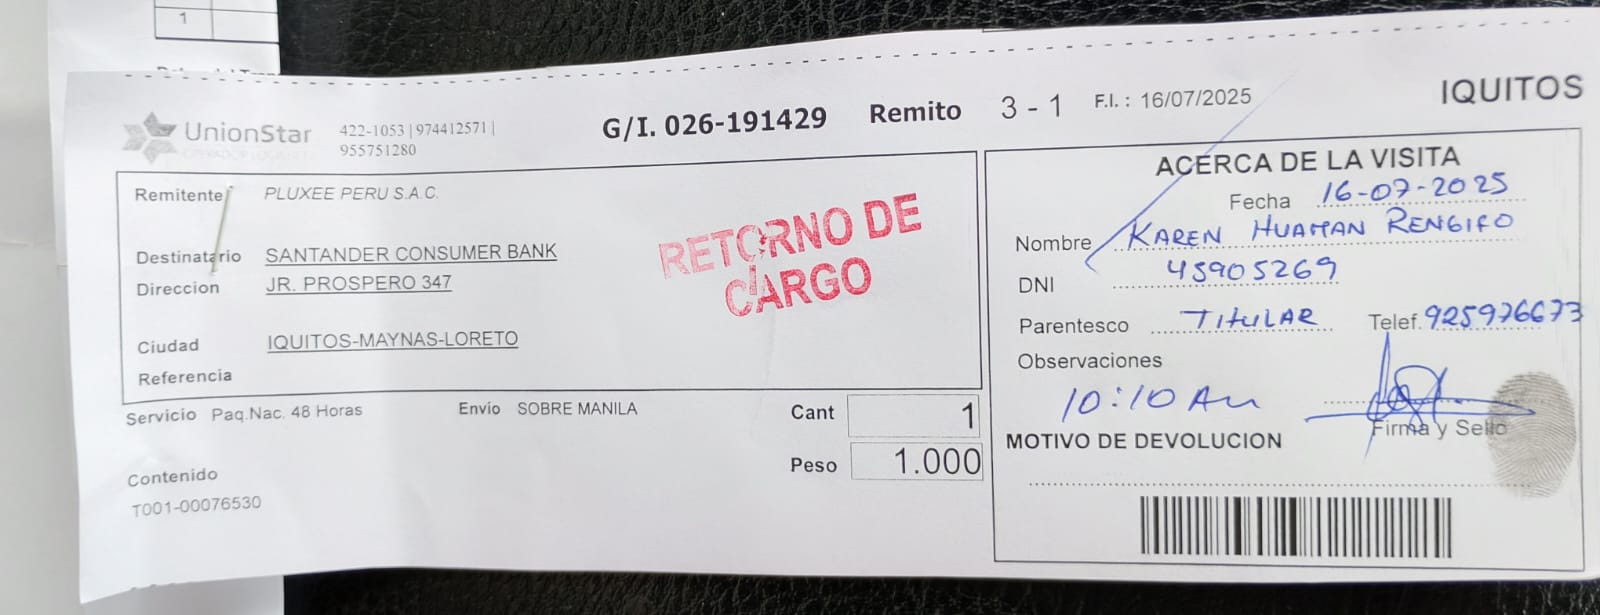 1
UnionStar
422-1053 | 974412571 |
955751280
G/I. 026-191429
Remito 3 - 1
F.I. : 16/07/2025
IQUITOS
Remitente PLUXEE PERU S.A.C.
Destinatario SANTANDER CONSUMER BANK
Direccion JR. PROSPERO 347
Ciudad IQUITOS-MAYNAS-LORETO
Referencia
RETORNO DE
CARGO
Servicio Paq.Nac. 48 Horas
Envío SOBRE MANILA
Cant 1
Peso 1.000
Contenido
T001-00076530
ACERCA DE LA VISITA
Fecha 16-07-2025
Nombre KAREN HUAMAN RENGIFO
DNI 45905269
Parentesco TITULAR Telef. 925976673
Observaciones
10:10 Am
Firma y Sello
MOTIVO DE DEVOLUCION